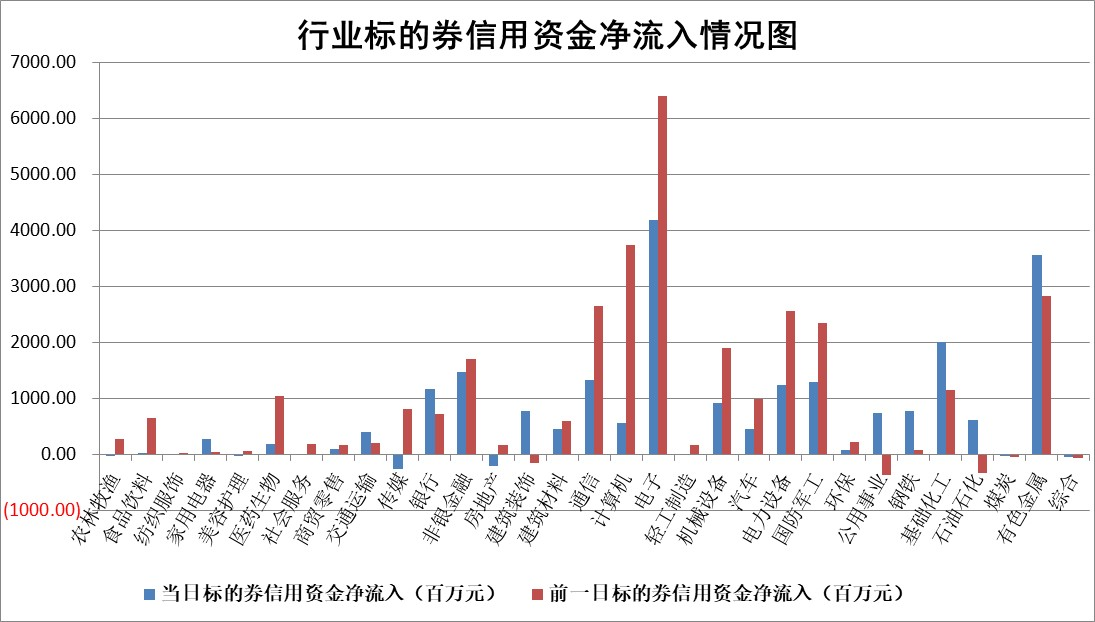 行业标的券信用资金净流入情况图
7000.00
6000.00
5000.00
4000.00
3000.00
2000.00
1000.00
0.00
(1000.00)
农林牧渔
食品饮料
纺织服饰
家用电器
美容护理
医药生物
社会服务
商贸零售
交通运输
传媒
银行
非银金融
房地产
建筑装饰
建筑材料
通信
计算机
电子
轻工制造
机械设备
汽车
电力设备
国防军工
环保
公用事业
钢铁
基础化工
石油石化
煤炭
有色金属
综合
当日标的券信用资金净流入（百万元） 前一日标的券信用资金净流入（百万元）